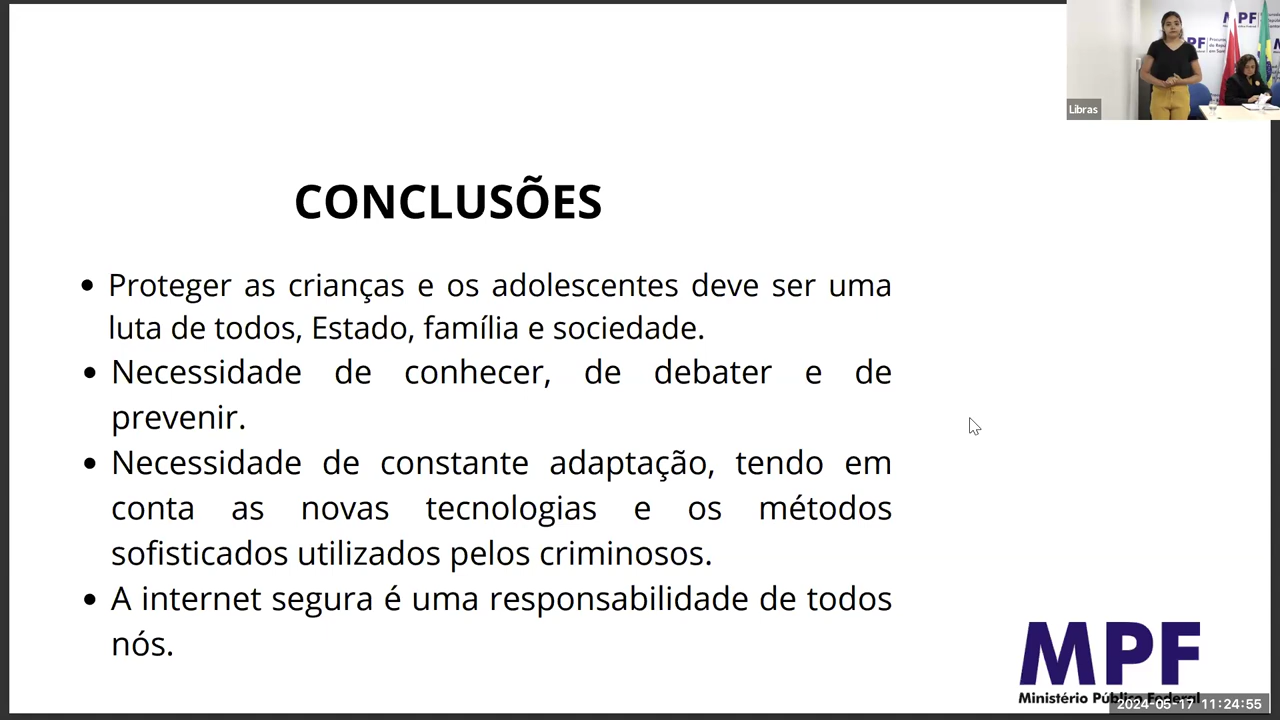 MPF
Libras
CONCLUSÕES
• Proteger as crianças e os adolescentes deve ser uma
luta de todos, Estado, família e sociedade.
• Necessidade de conhecer, de debater e de
prevenir.
• Necessidade de constante adaptação, tendo em
conta as novas tecnologias e os métodos
sofisticados utilizados pelos criminosos.
• A internet segura é uma responsabilidade de todos
nós.
MPF
Ministério Público Federal
2024-05-17 11:24:55